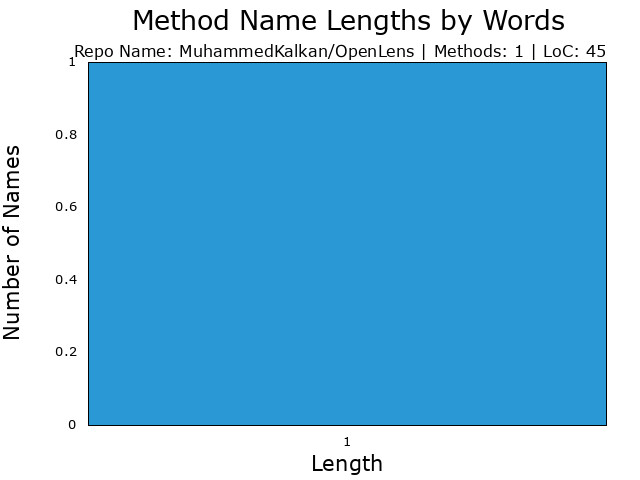 Method Name Lengths by Words
Repo Name: MuhammedKalkan/OpenLens | Methods: 1 | LoC: 45
Number of Names
1
0.8
0.6
0.4
0.2
0
1
Length